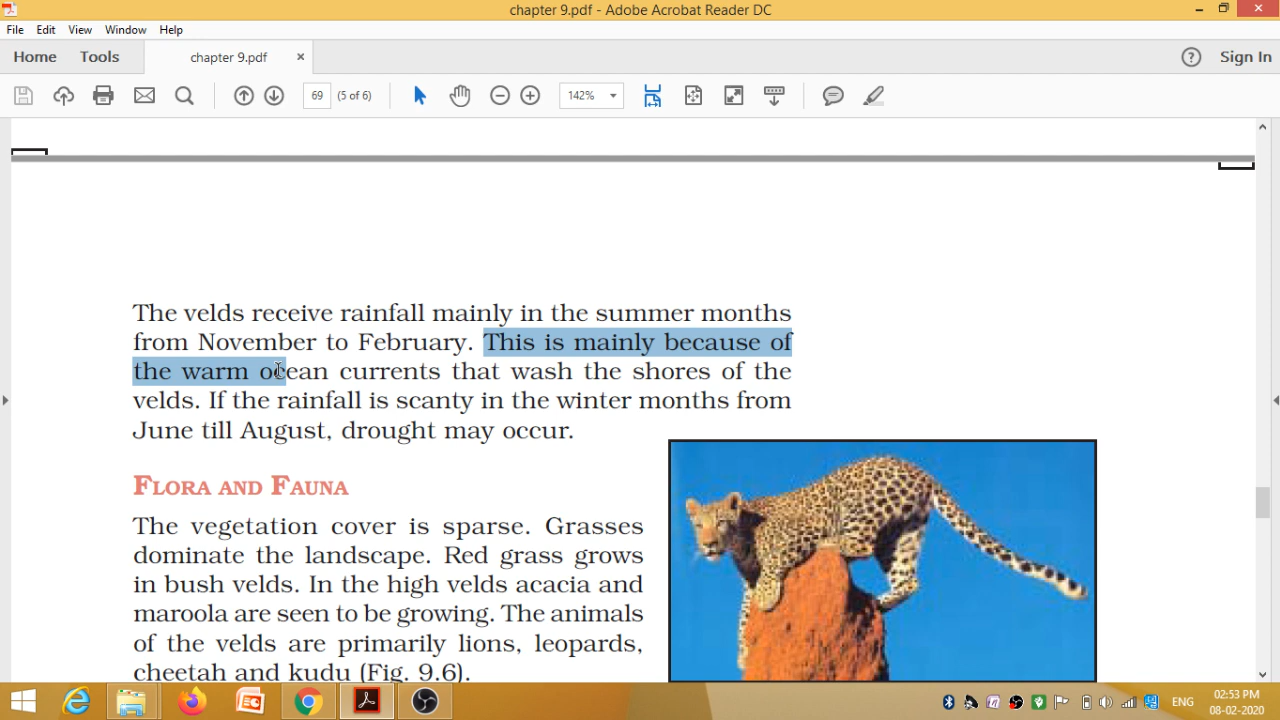 chapter 9.pdf - Adobe Acrobat Reader DC
File Edit View Window Help
Home Tools chapter 9.pdf × ? Sign In
69 (5 of 6) 142%
The velds receive rainfall mainly in the summer months
from November to February. This is mainly because of
the warm ocean currents that wash the shores of the
velds. If the rainfall is scanty in the winter months from
June till August, drought may occur.
FLORA AND FAUNA
The vegetation cover is sparse. Grasses
dominate the landscape. Red grass grows
in bush velds. In the high velds acacia and
maroola are seen to be growing. The animals
of the velds are primarily lions, leopards,
cheetah and kudu (Fig. 9.6).
ENG 02:53 PM
08-02-2020